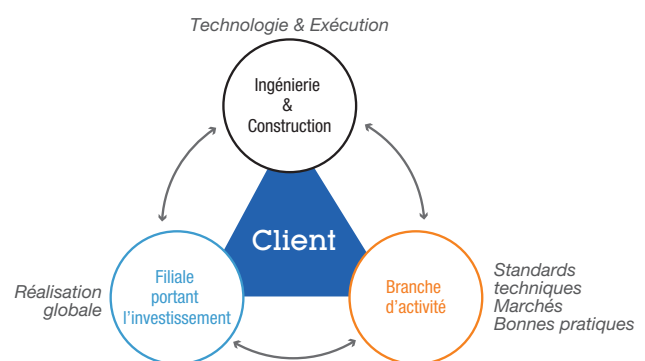 Technologie & Exécution
Ingénierie
&
Construction
Client
Filiale
portant
l'investissement
Réalisation
globale
Branche
d'activité
Standards
techniques
Marchés
Bonnes pratiques